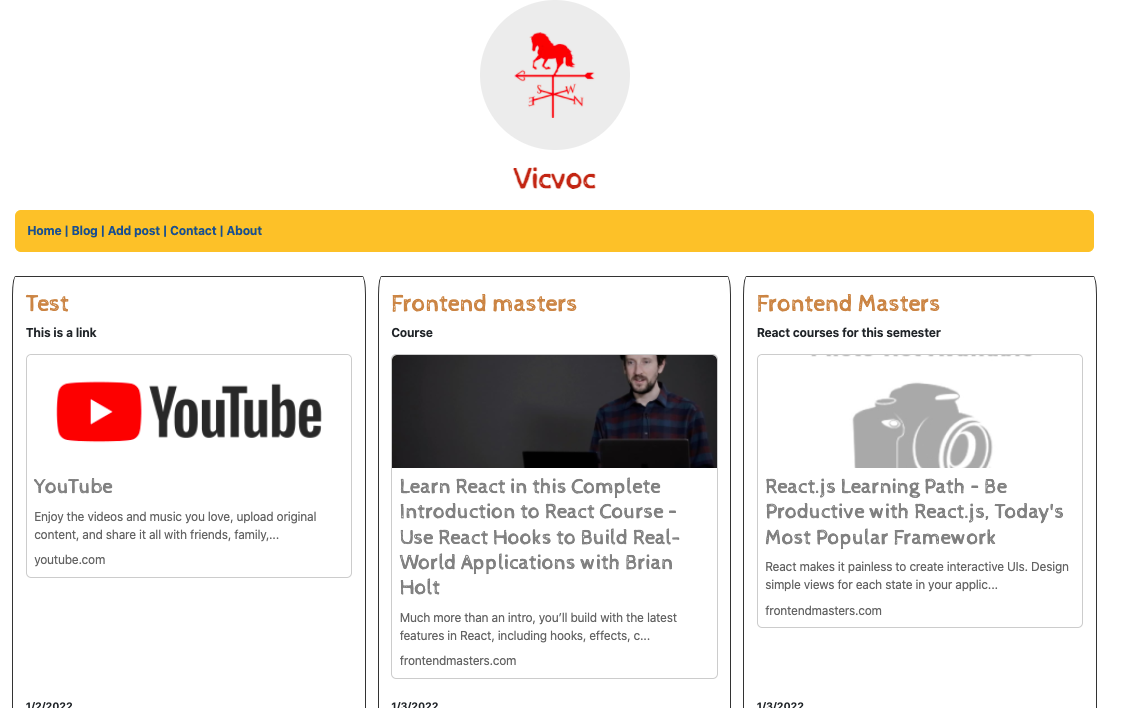 S W
E N
Vicvoc
Home | Blog | Add post | Contact | About
Test
This is a link
YouTube
YouTube
Enjoy the videos and music you love, upload original
content, and share it all with friends, family,...
youtube.com
1/2/2022
Frontend masters
Course
Learn React in this Complete
Introduction to React Course -
Use React Hooks to Build Real-
World Applications with Brian
Holt
Much more than an intro, you’ll build with the latest
features in React, including hooks, effects, c...
frontendmasters.com
1/3/2022
Frontend Masters
React courses for this semester
React.js Learning Path - Be
Productive with React.js, Today's
Most Popular Framework
React makes it painless to create interactive UIs. Design
simple views for each state in your applic...
frontendmasters.com
1/3/2022